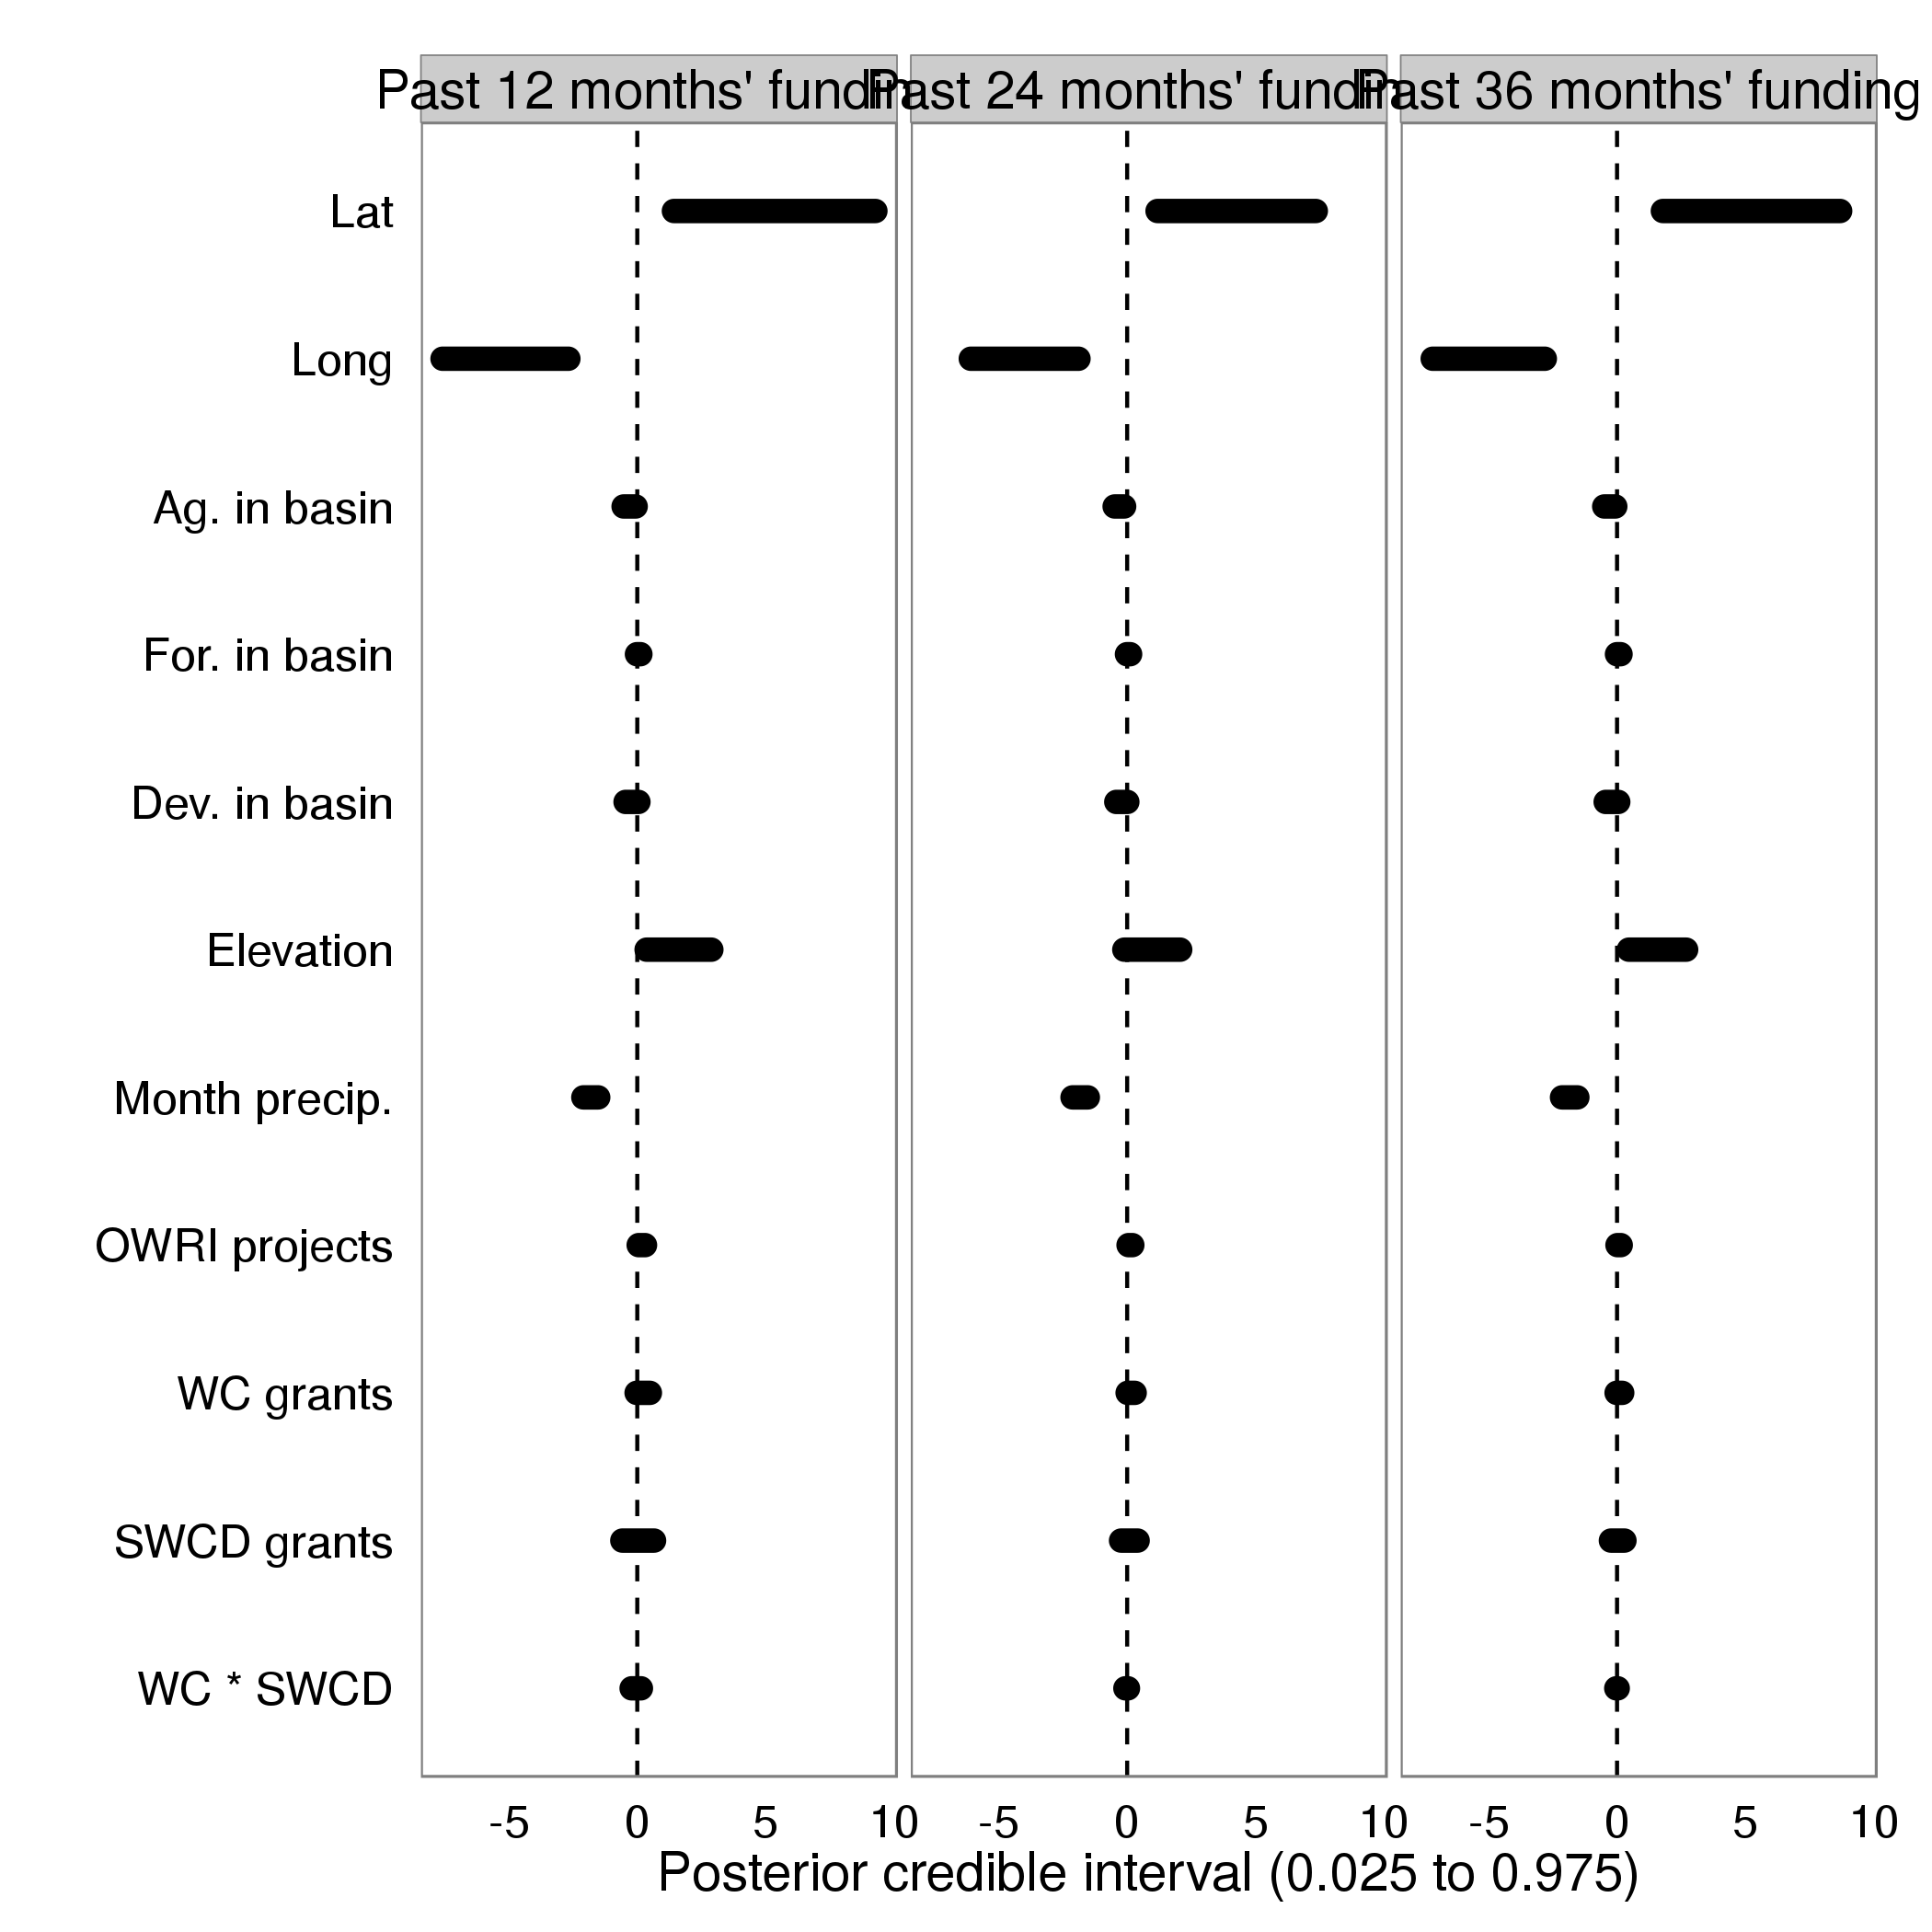 Past 12 months' fundin
Past 24 months' fundin
Past 36 months' funding
Lat
Long
Ag. in basin
For. in basin
Dev. in basin
Elevation
Month precip.
OWRI projects
WC grants
SWCD grants
WC * SWCD
-5 0 5 10 -5 0 5 10 -5 0 5 10
Posterior credible interval (0.025 to 0.975)